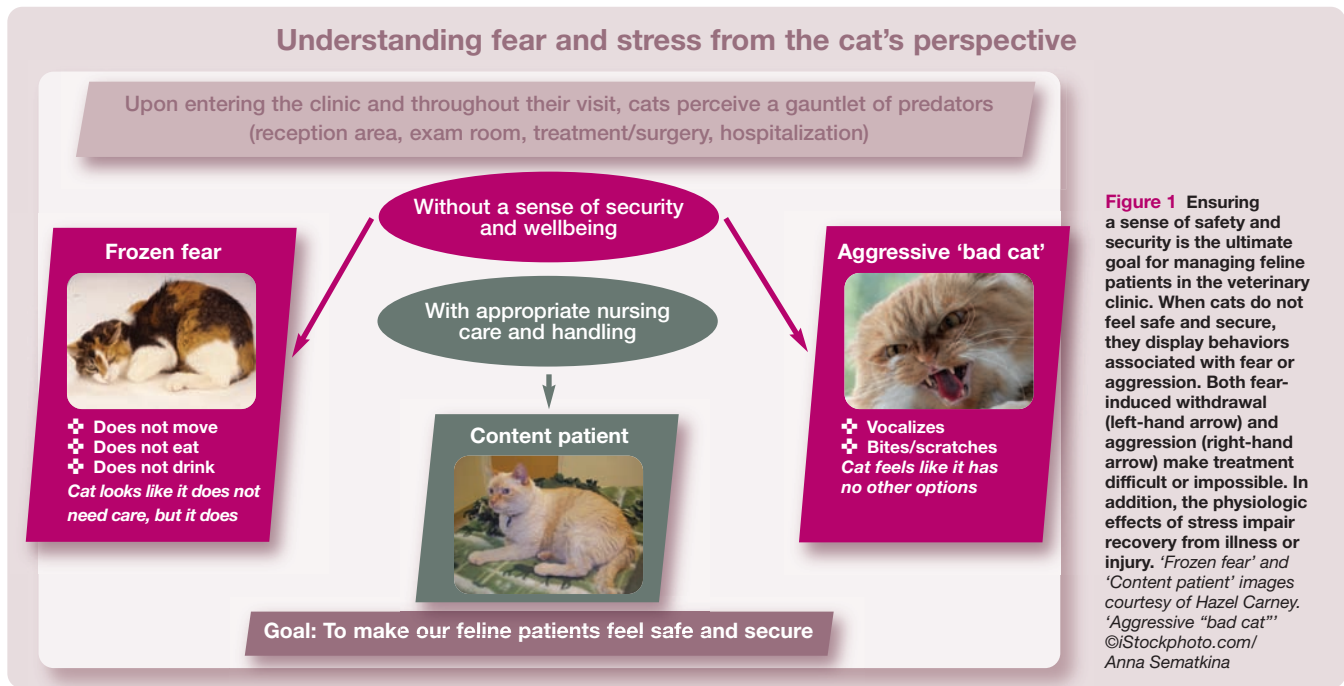 Understanding fear and stress from the cat's perspective
Upon entering the clinic and throughout their visit, cats perceive a gauntlet of predators
(reception area, exam room, treatment/surgery, hospitalization)
Without a sense of security
and wellbeing
Frozen fear
Does not move
Does not eat
Does not drink
Cat looks like it does not
need care, but it does
With appropriate nursing
care and handling
Content patient
Aggressive ‘bad cat’
Vocalizes
Bites/scratches
Cat feels like it has
no other options
Goal: To make our feline patients feel safe and secure
Figure 1 Ensuring
a sense of safety and
security is the ultimate
goal for managing feline
patients in the veterinary
clinic. When cats do not
feel safe and secure,
they display behaviors
associated with fear or
aggression. Both fear-
induced withdrawal
(left-hand arrow) and
aggression (right-hand
arrow) make treatment
difficult or impossible. In
addition, the physiologic
effects of stress impair
recovery from illness or
injury. ‘Frozen fear’ and
‘Content patient’ images
courtesy of Hazel Carney.
‘Aggressive “bad cat”’
©iStockphoto.com/
Anna Sematkina